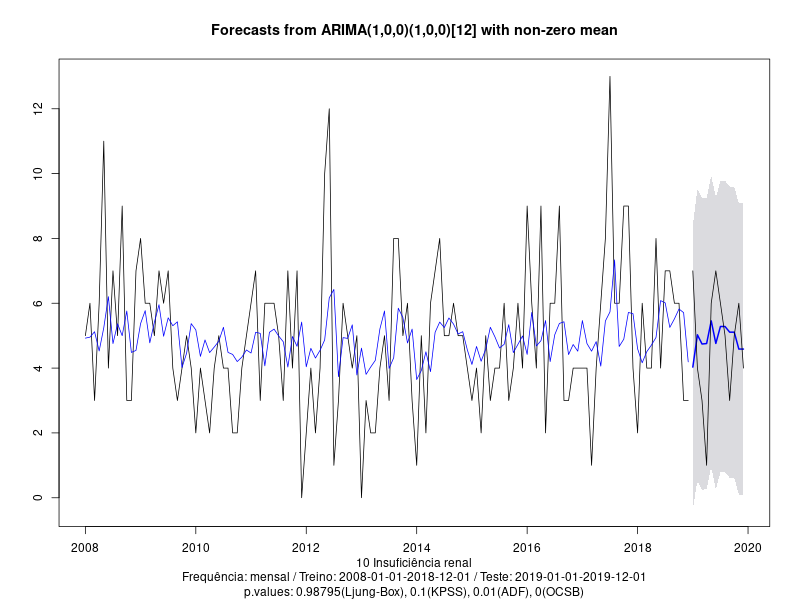 Forecasts from ARIMA(1,0,0)(1,0,0)[12] with non-zero mean
12
10
8
6
4
2
0
2008 2010 2012 2014 2016 2018 2020
10 Insuficiência renal
Frequência: mensal / Treino: 2008-01-01-2018-12-01 / Teste: 2019-01-01-2019-12-01
p.values: 0.98795(Ljung-Box), 0.1(KPSS), 0.01(ADF), 0(OCSB)